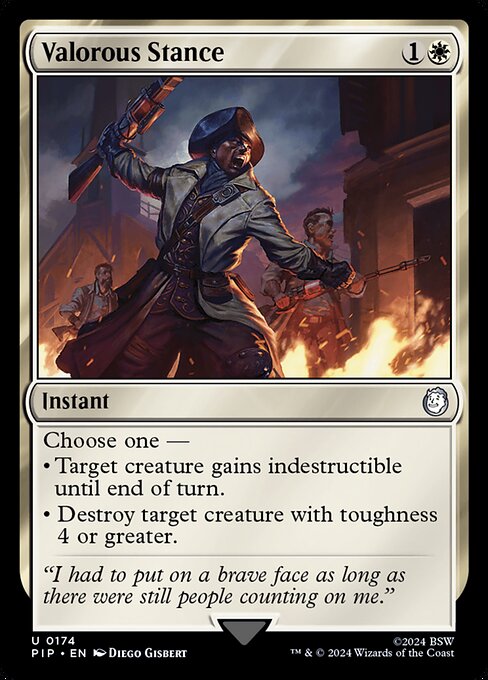 Valorous Stance 1
Instant
Choose one —
• Target creature gains indestructible
until end of turn.
• Destroy target creature with toughness
4 or greater.
“I had to put on a brave face as long as
there were still people counting on me.”
U 0174 ©2024 BSW
PIP • EN Diego Gisbert ™ & © 2024 Wizards of the Coast